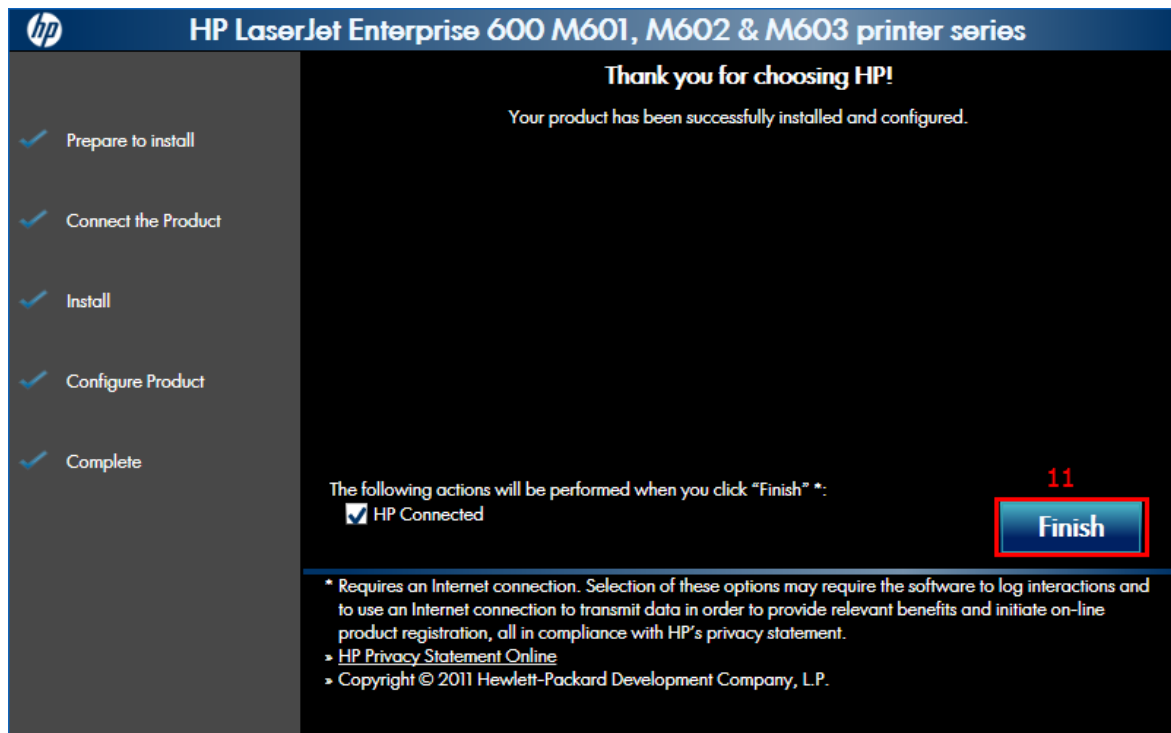 hp
HP LaserJet Enterprise 600 M601, M602 & M603 printer series
Prepare to install
Connect the Product
Install
Configure Product
Complete
Thank you for choosing HP!
Your product has been successfully installed and configured.
The following actions will be performed when you click “Finish” *:
HP Connected
11
Finish
* Requires an Internet connection. Selection of these options may require the software to log interactions and
to use an Internet connection to transmit data in order to provide relevant benefits and initiate on-line
product registration, all in compliance with HP’s privacy statement.
» HP Privacy Statement Online
» Copyright © 2011 Hewlett-Packard Development Company, L.P.